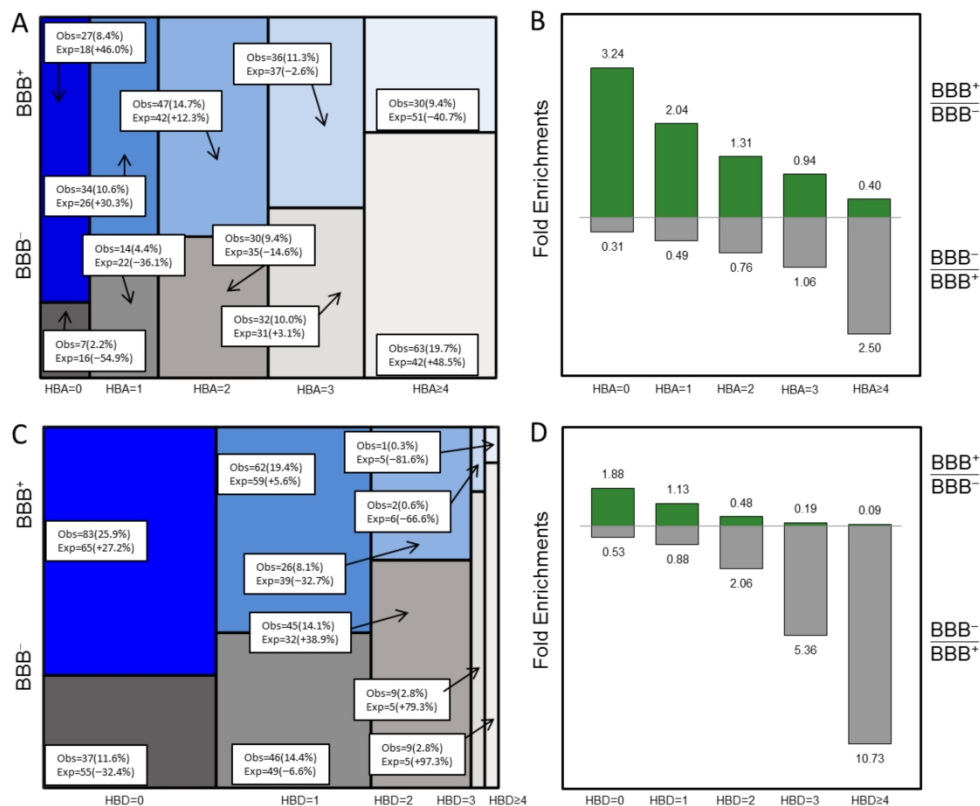 A
BBB⁺
BBB⁻
Obs=27(8.4%)
Exp=18(+46.0%)
Obs=47(14.7%)
Exp=42(+12.3%)
Obs=36(11.3%)
Exp=37(−2.6%)
Obs=30(9.4%)
Exp=51(−40.7%)
Obs=34(10.6%)
Exp=26(+30.3%)
Obs=14(4.4%)
Exp=22(−36.1%)
Obs=30(9.4%)
Exp=35(−14.6%)
Obs=32(10.0%)
Exp=31(+3.1%)
Obs=7(2.2%)
Exp=16(−54.9%)
Obs=63(19.7%)
Exp=42(+48.5%)
HBA=0 HBA=1 HBA=2 HBA=3 HBA≥4
B
Fold Enrichments
3.24
2.04
1.31
0.94
0.40
0.31
0.49
0.76
1.06
2.50
BBB⁺
BBB⁻
BBB⁻
BBB⁺
HBA=0 HBA=1 HBA=2 HBA=3 HBA≥4
C
BBB⁺
BBB⁻
Obs=1(0.3%)
Exp=5(−81.6%)
Obs=62(19.4%)
Exp=59(+5.6%)
Obs=2(0.6%)
Exp=6(−66.6%)
Obs=83(25.9%)
Exp=65(+27.2%)
Obs=26(8.1%)
Exp=39(−32.7%)
Obs=45(14.1%)
Exp=32(+38.9%)
Obs=9(2.8%)
Exp=5(+79.3%)
Obs=9(2.8%)
Exp=5(+97.3%)
Obs=37(11.6%)
Exp=55(−32.4%)
Obs=46(14.4%)
Exp=49(−6.6%)
HBD=0 HBD=1 HBD=2 HBD=3 HBD≥4
D
Fold Enrichments
1.88
1.13
0.48
0.19
0.09
0.53
0.88
2.06
5.36
10.73
BBB⁺
BBB⁻
BBB⁻
BBB⁺
HBD=0 HBD=1 HBD=2 HBD=3 HBD≥4